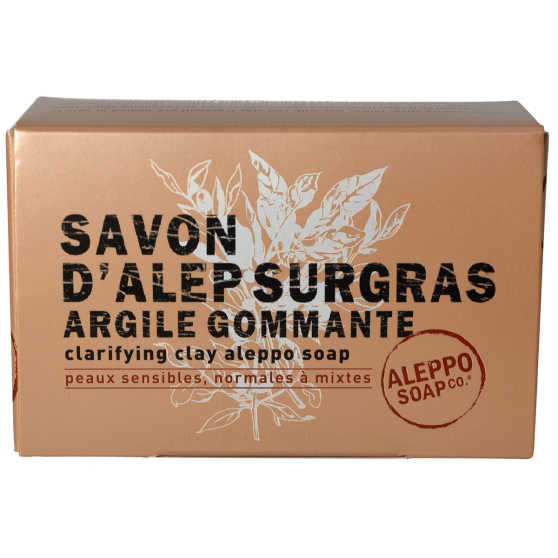 SAVON
D'ALEP SURGRAS
ARGILE GOMMANTE
clarifying clay aleppo soap
peaux sensibles, normales à mixtes
ALEPPO
SOAP CO.®